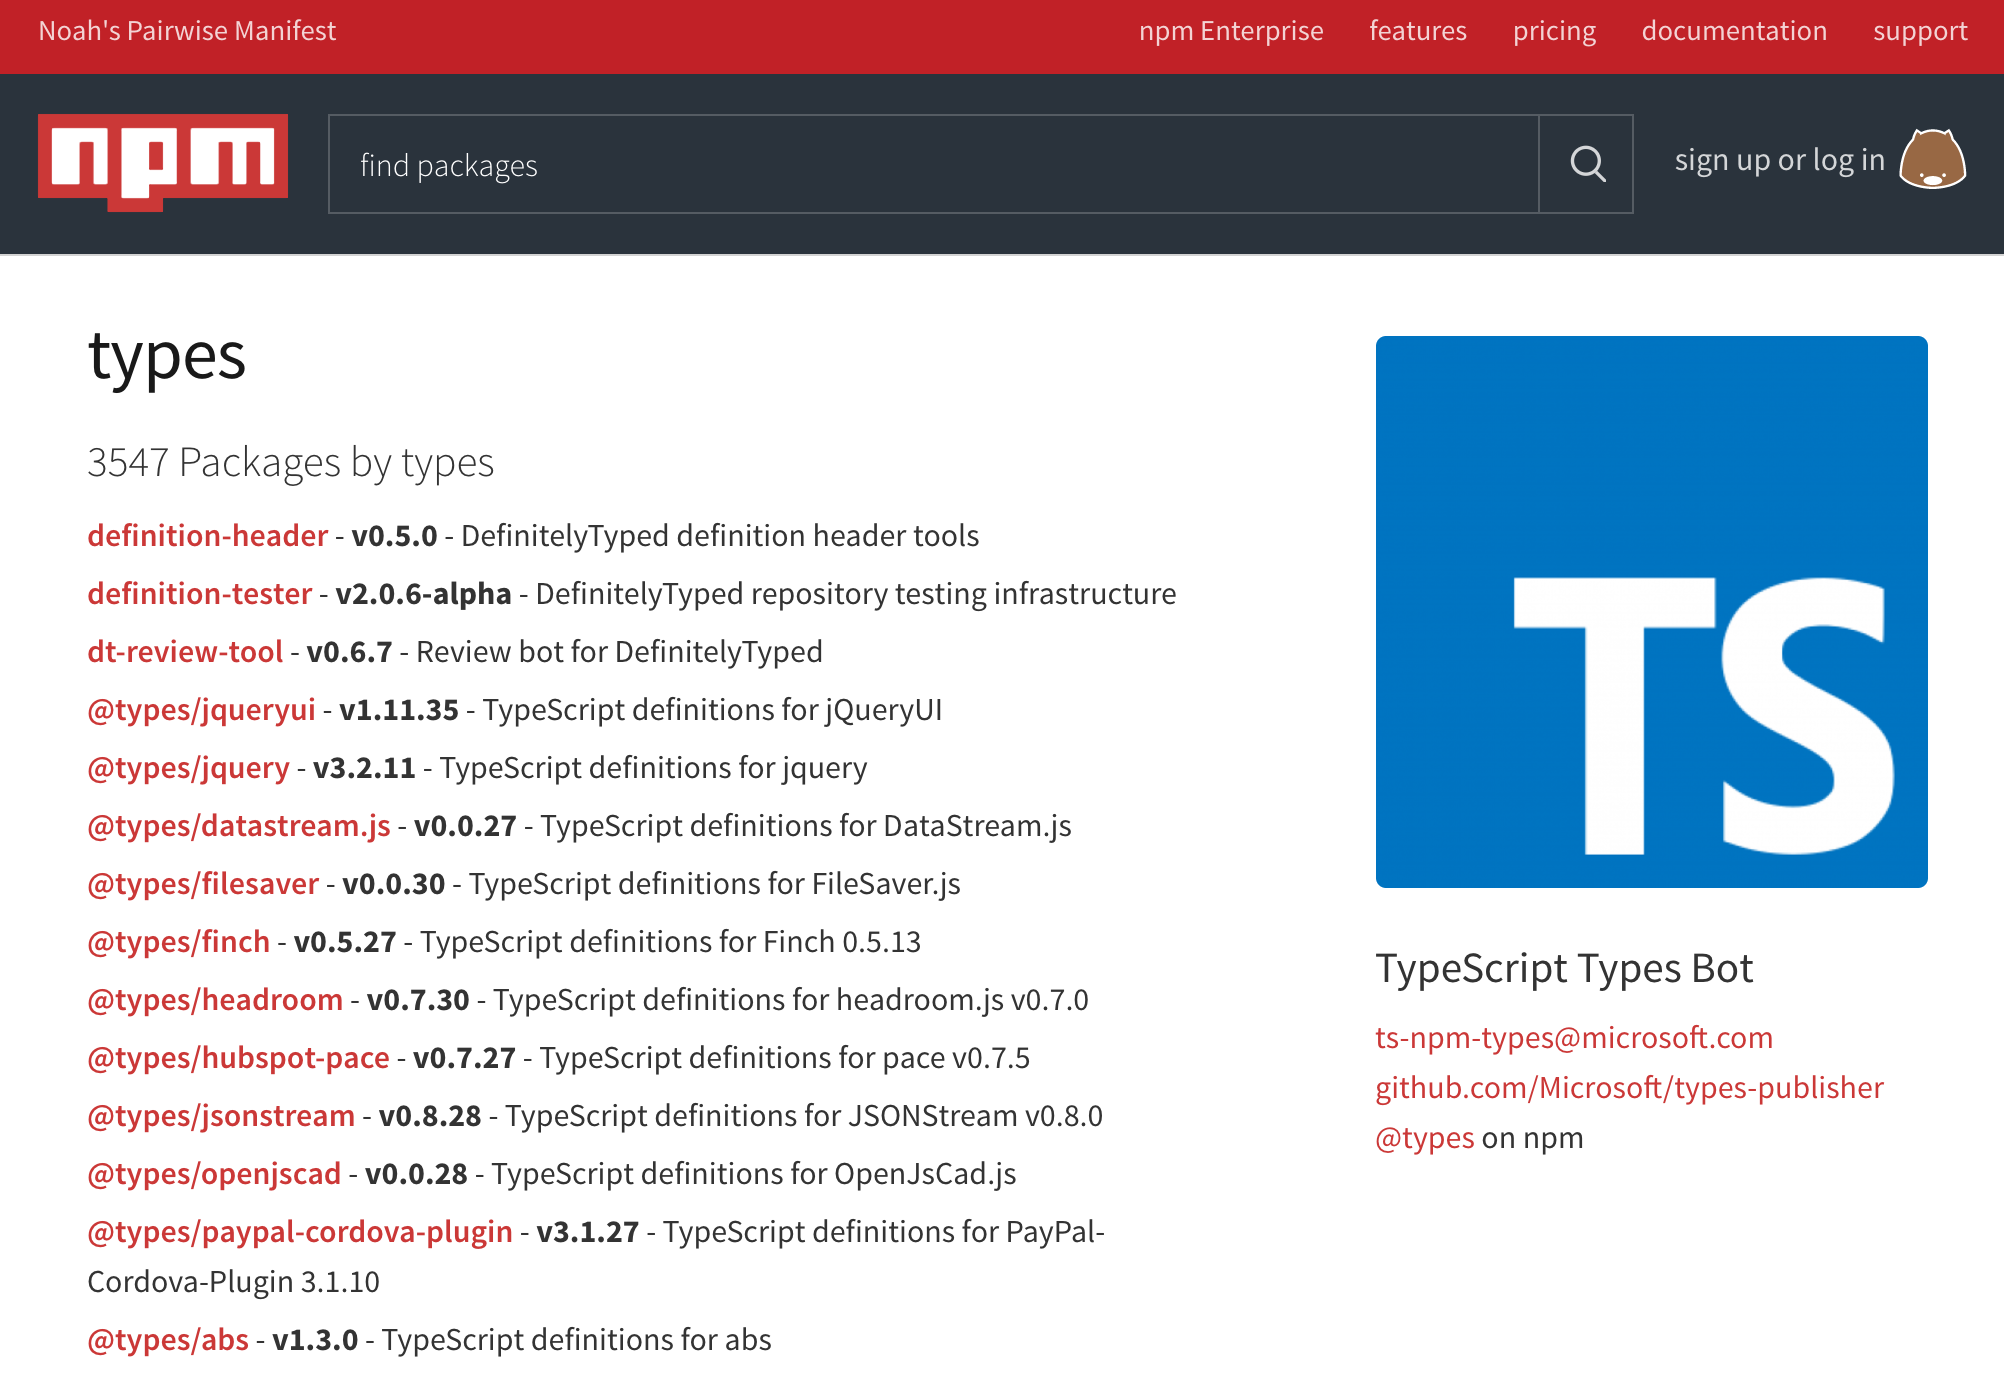 Noah's Pairwise Manifest
npm Enterprise features pricing documentation support
npm
find packages
sign up or log in
types
3547 Packages by types
definition-header - v0.5.0 - DefinitelyTyped definition header tools
definition-tester - v2.0.6-alpha - DefinitelyTyped repository testing infrastructure
dt-review-tool - v0.6.7 - Review bot for DefinitelyTyped
@types/jqueryui - v1.11.35 - TypeScript definitions for jQueryUI
@types/jquery - v3.2.11 - TypeScript definitions for jquery
@types/datastream.js - v0.0.27 - TypeScript definitions for DataStream.js
@types/filesaver - v0.0.30 - TypeScript definitions for FileSaver.js
@types/finch - v0.5.27 - TypeScript definitions for Finch 0.5.13
@types/headroom - v0.7.30 - TypeScript definitions for headroom.js v0.7.0
@types/hubspot-pace - v0.7.27 - TypeScript definitions for pace v0.7.5
@types/jsonstream - v0.8.28 - TypeScript definitions for JSONStream v0.8.0
@types/openjscad - v0.0.28 - TypeScript definitions for OpenJsCad.js
@types/paypal-cordova-plugin - v3.1.27 - TypeScript definitions for PayPal-
Cordova-Plugin 3.1.10
@types/abs - v1.3.0 - TypeScript definitions for abs
TS
TypeScript Types Bot
ts-npm-types@microsoft.com
github.com/Microsoft/types-publisher
@types on npm